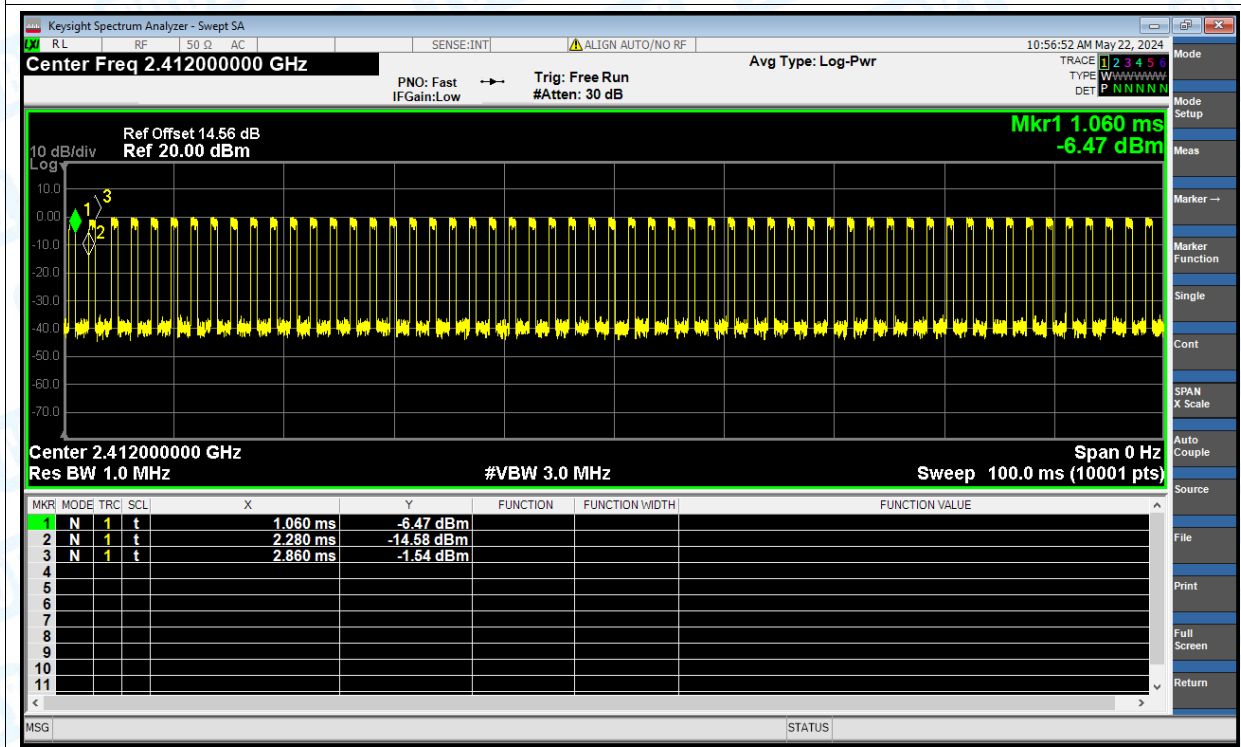 Keysight Spectrum Analyzer - Swept SA
LXI RL RF 50 Ω AC SENSE:INT ALIGN AUTO/NO RF 10:56:52 AM May 22, 2024
Center Freq 2.412000000 GHz
PNO: Fast
IFGain:Low
Trig: Free Run
#Atten: 30 dB
Avg Type: Log-Pwr
TRACE 1 2 3 4 5 6
TYPE WWWWWW
DET P N N N N N
Ref Offset 14.56 dB
10 dB/div Ref 20.00 dBm
Log
Mkr1 1.060 ms
-6.47 dBm
10.0
0.00
-10.0
-20.0
-30.0
-40.0
-50.0
-60.0
-70.0
1
2
3
Center 2.412000000 GHz Span 0 Hz
Res BW 1.0 MHz #VBW 3.0 MHz Sweep 100.0 ms (10001 pts)
MKR MODE TRC SCL X Y FUNCTION FUNCTION WIDTH FUNCTION VALUE
1 N 1 t 1.060 ms -6.47 dBm
2 N 1 t 2.280 ms -14.58 dBm
3 N 1 t 2.860 ms -1.54 dBm
4
5
6
7
8
9
10
11
MSG STATUS
Mode
Mode
Setup
Meas
Marker →
Marker
Function
Single
Cont
SPAN
X Scale
Auto
Couple
Source
File
Print
Full
Screen
Return